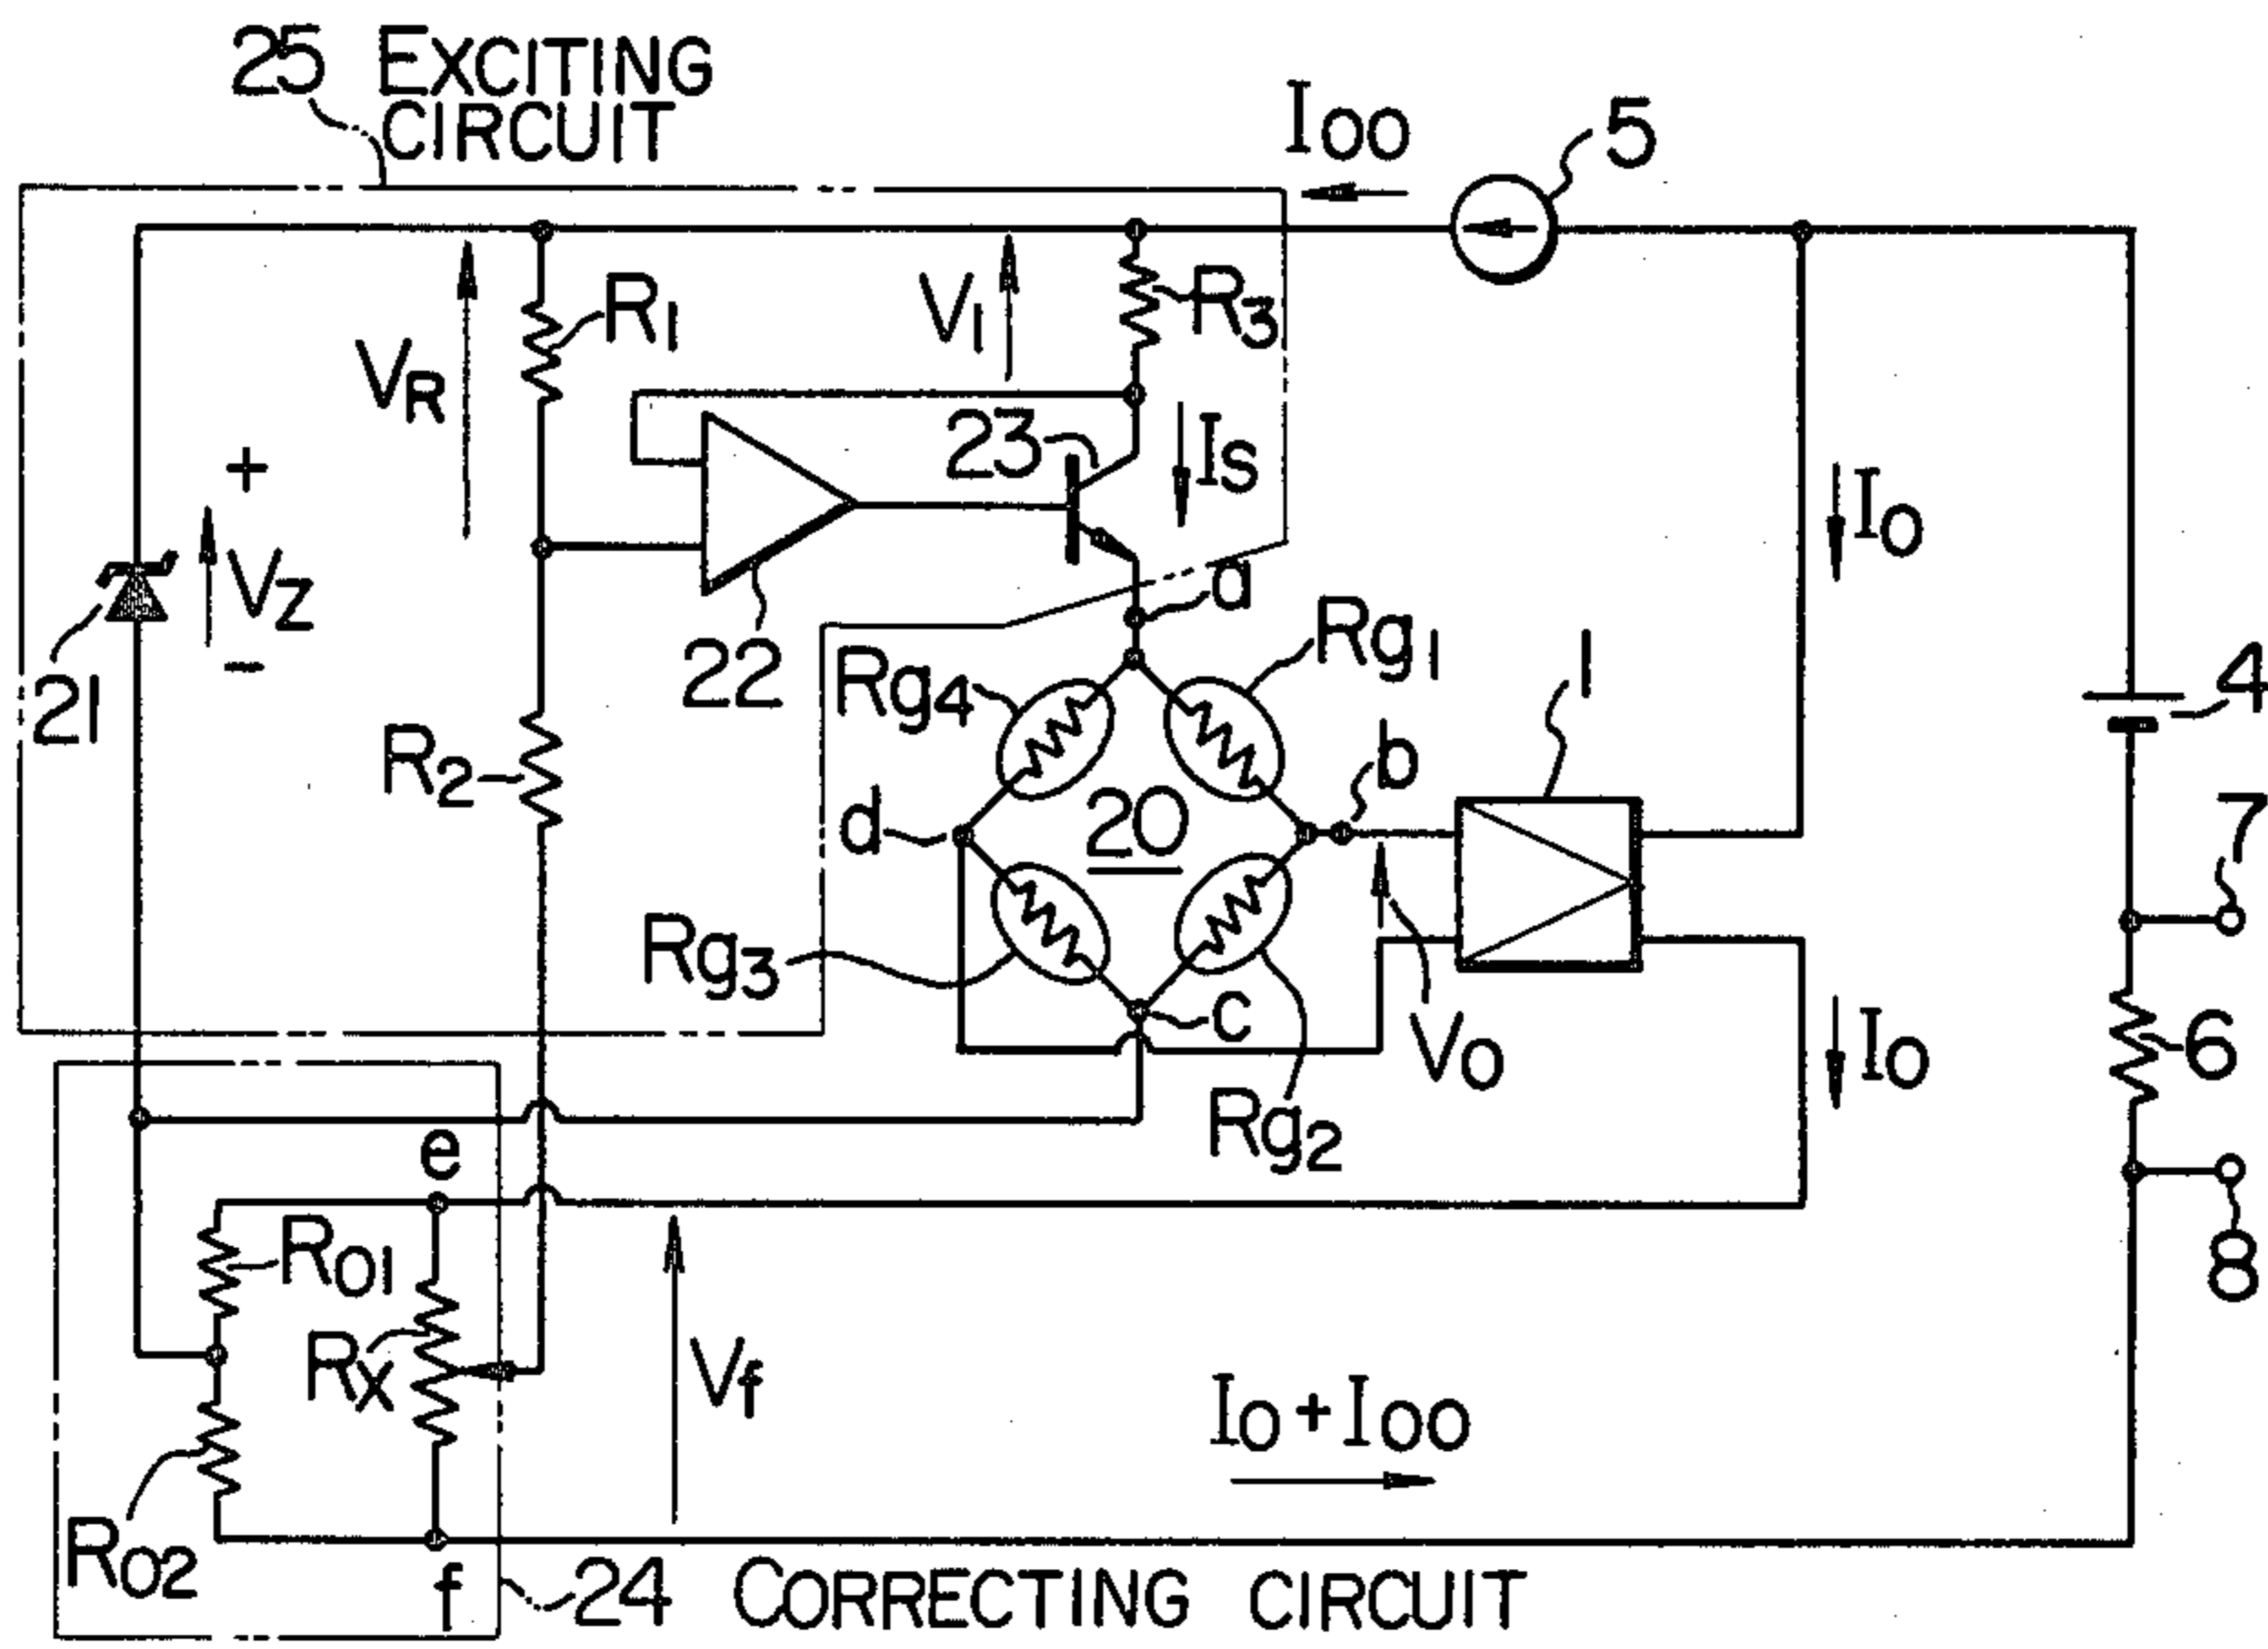 25 EXCITING
CIRCUIT
I00
5
R1
V1
R3
VR
23
IS
I0
+
VZ
-
21
a
22
Rg4
Rg1
1
4
R2
d
20
b
7
Rg3
c
V0
I0
6
Rg2
e
8
R01
RX
Vf
I0+I00
R02
f
24 CORRECTING CIRCUIT